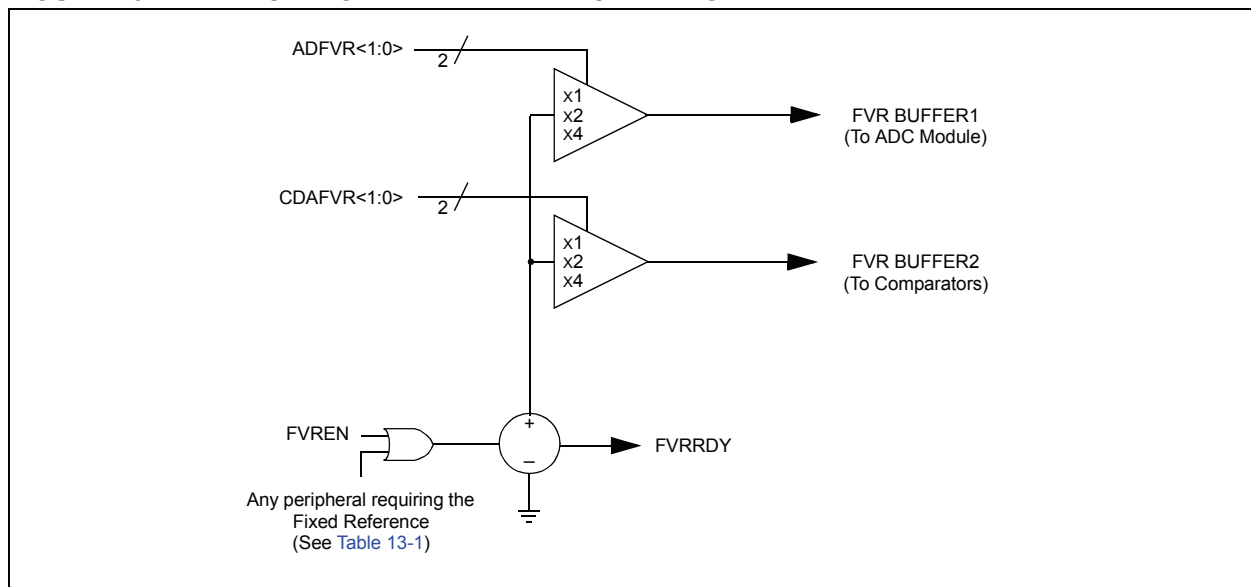 ADFVR<1:0>
2
X1
X2
X4
FVR BUFFER1
(To ADC Module)
CDAFVR<1:0>
2
X1
X2
X4
FVR BUFFER2
(To Comparators)
+
FVREN
FVRRDY
–
Any peripheral requiring the
Fixed Reference
(See Table 13-1)